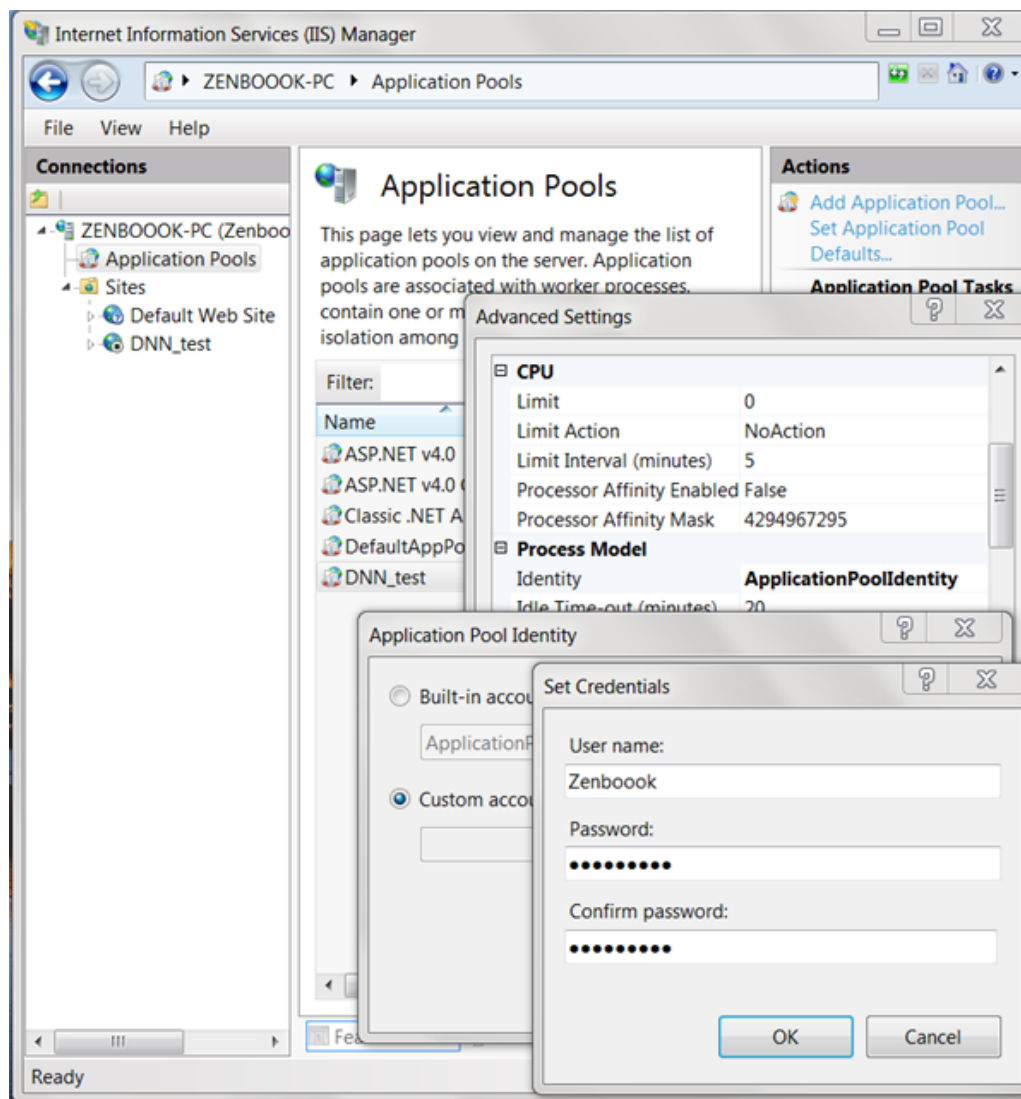 Internet Information Services (IIS) Manager
ZENBOOOK-PC Application Pools
File View Help
Connections
ZENBOOOK-PC (Zenboo
Application Pools
Sites
Default Web Site
DNN_test
Application Pools
This page lets you view and manage the list of
application pools on the server. Application
pools are associated with worker processes,
contain one or m
isolation among
Filter:
Name
ASP.NET v4.0
ASP.NET v4.0
Classic .NET A
DefaultAppPo
DNN_test
Fea
Actions
Add Application Pool...
Set Application Pool
Defaults...
Application Pool Tasks
Advanced Settings
CPU
Limit 0
Limit Action NoAction
Limit Interval (minutes) 5
Processor Affinity Enabled False
Processor Affinity Mask 4294967295
Process Model
Identity ApplicationPoolIdentity
Idle Time-out (minutes) 20
Application Pool Identity
Built-in accou
ApplicationP
Custom accou
Set Credentials
User name:
Zenboook
Password:
•••••••••
Confirm password:
•••••••••
OK Cancel
Ready